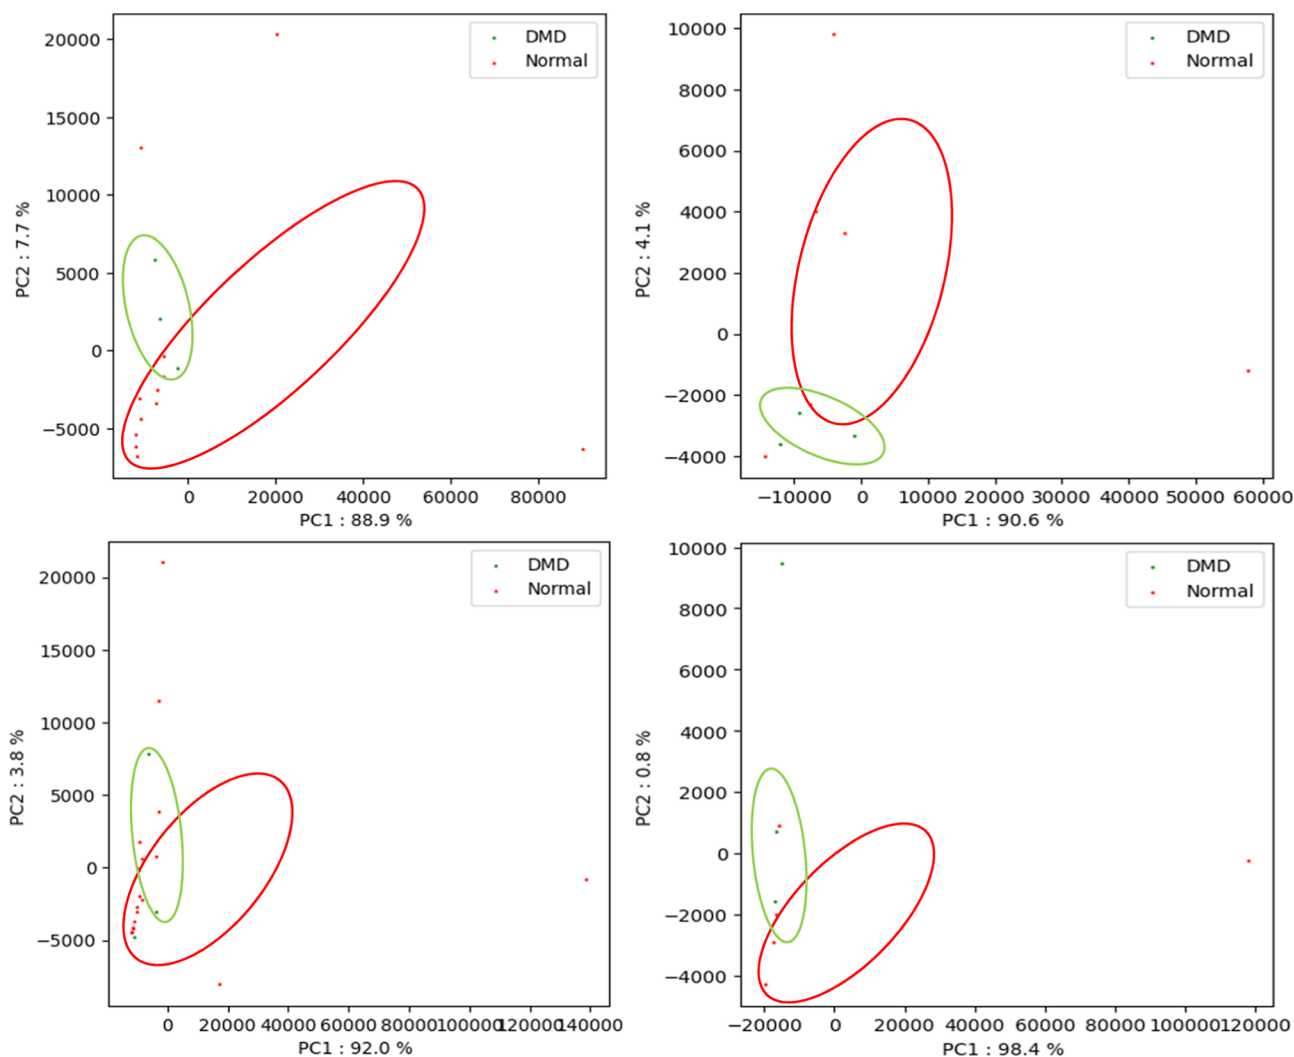 DMD
Normal
20000
15000
10000
5000
0
−5000
PC2 : 7.7 %
0 20000 40000 60000 80000
PC1 : 88.9 %
DMD
Normal
10000
8000
6000
4000
2000
0
−2000
−4000
PC2 : 4.1 %
−10000 0 10000 20000 30000 40000 50000 60000
PC1 : 90.6 %
DMD
Normal
20000
15000
10000
5000
0
−5000
PC2 : 3.8 %
0 20000 40000 60000 80000 100000 120000 140000
PC1 : 92.0 %
DMD
Normal
10000
8000
6000
4000
2000
0
−2000
−4000
PC2 : 0.8 %
−20000 0 20000 40000 60000 80000 100000 120000
PC1 : 98.4 %